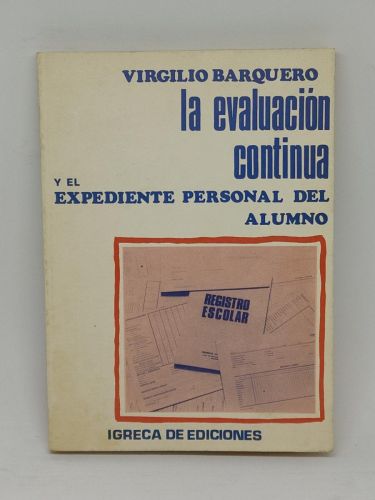 VIRGILIO BARQUERO
la evaluación
continua
Y EL
EXPEDIENTE PERSONAL DEL
ALUMNO
REGISTRO
ESCOLAR
IGRECA DE EDICIONES